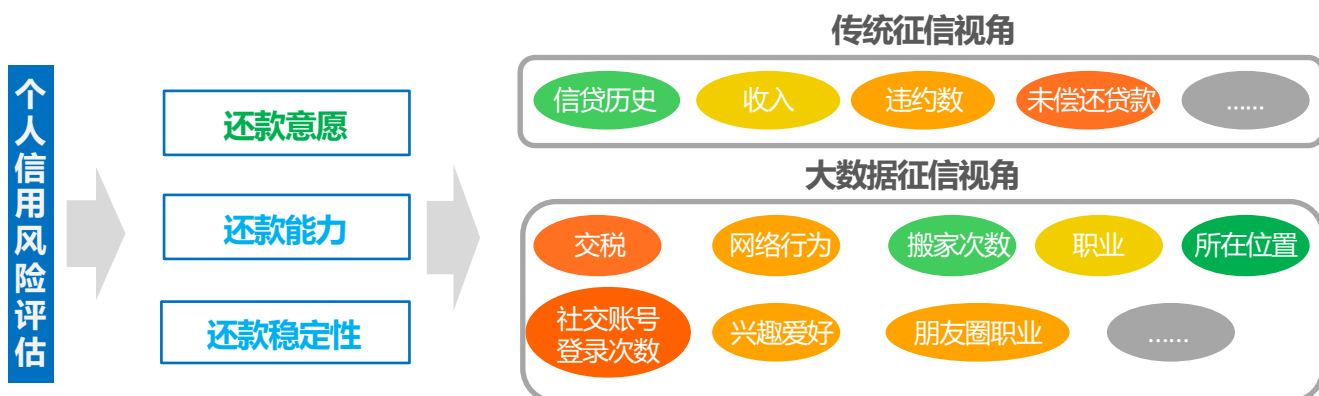 个人信用风险评估
还款意愿
还款能力
还款稳定性
传统征信视角
信贷历史
收入
违约数
未偿还贷款
……
大数据征信视角
交税
网络行为
搬家次数
职业
所在位置
社交账号
登录次数
兴趣爱好
朋友圈职业
……